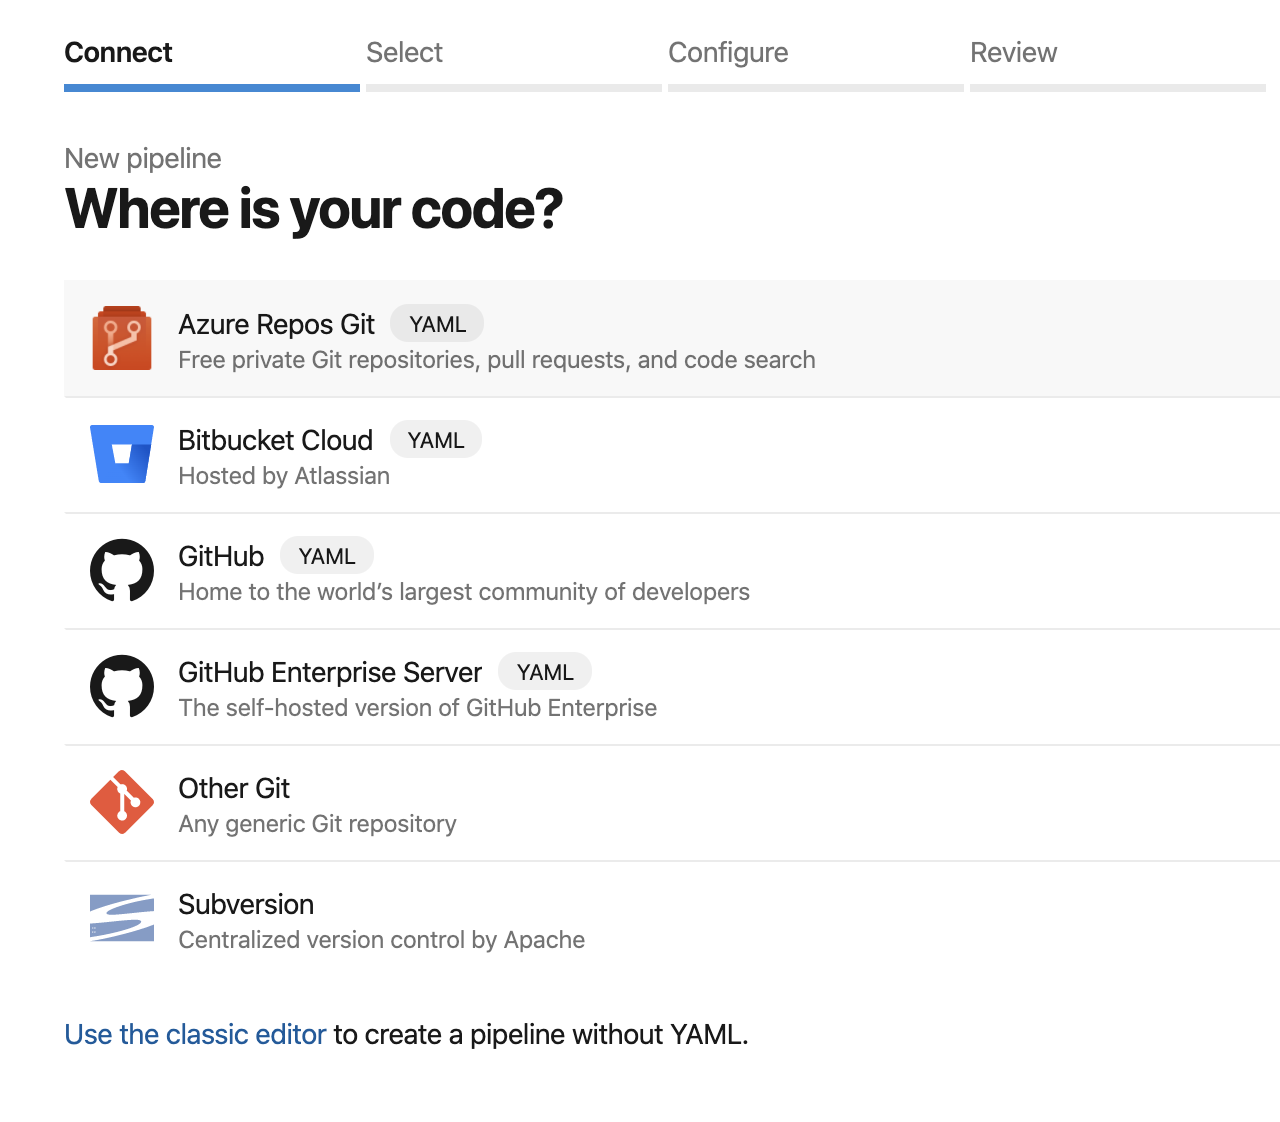 Connect
Select
Configure
Review
New pipeline
Where is your code?
Azure Repos Git YAML
Free private Git repositories, pull requests, and code search
Bitbucket Cloud YAML
Hosted by Atlassian
GitHub YAML
Home to the world’s largest community of developers
GitHub Enterprise Server YAML
The self-hosted version of GitHub Enterprise
Other Git
Any generic Git repository
Subversion
Centralized version control by Apache
Use the classic editor to create a pipeline without YAML.